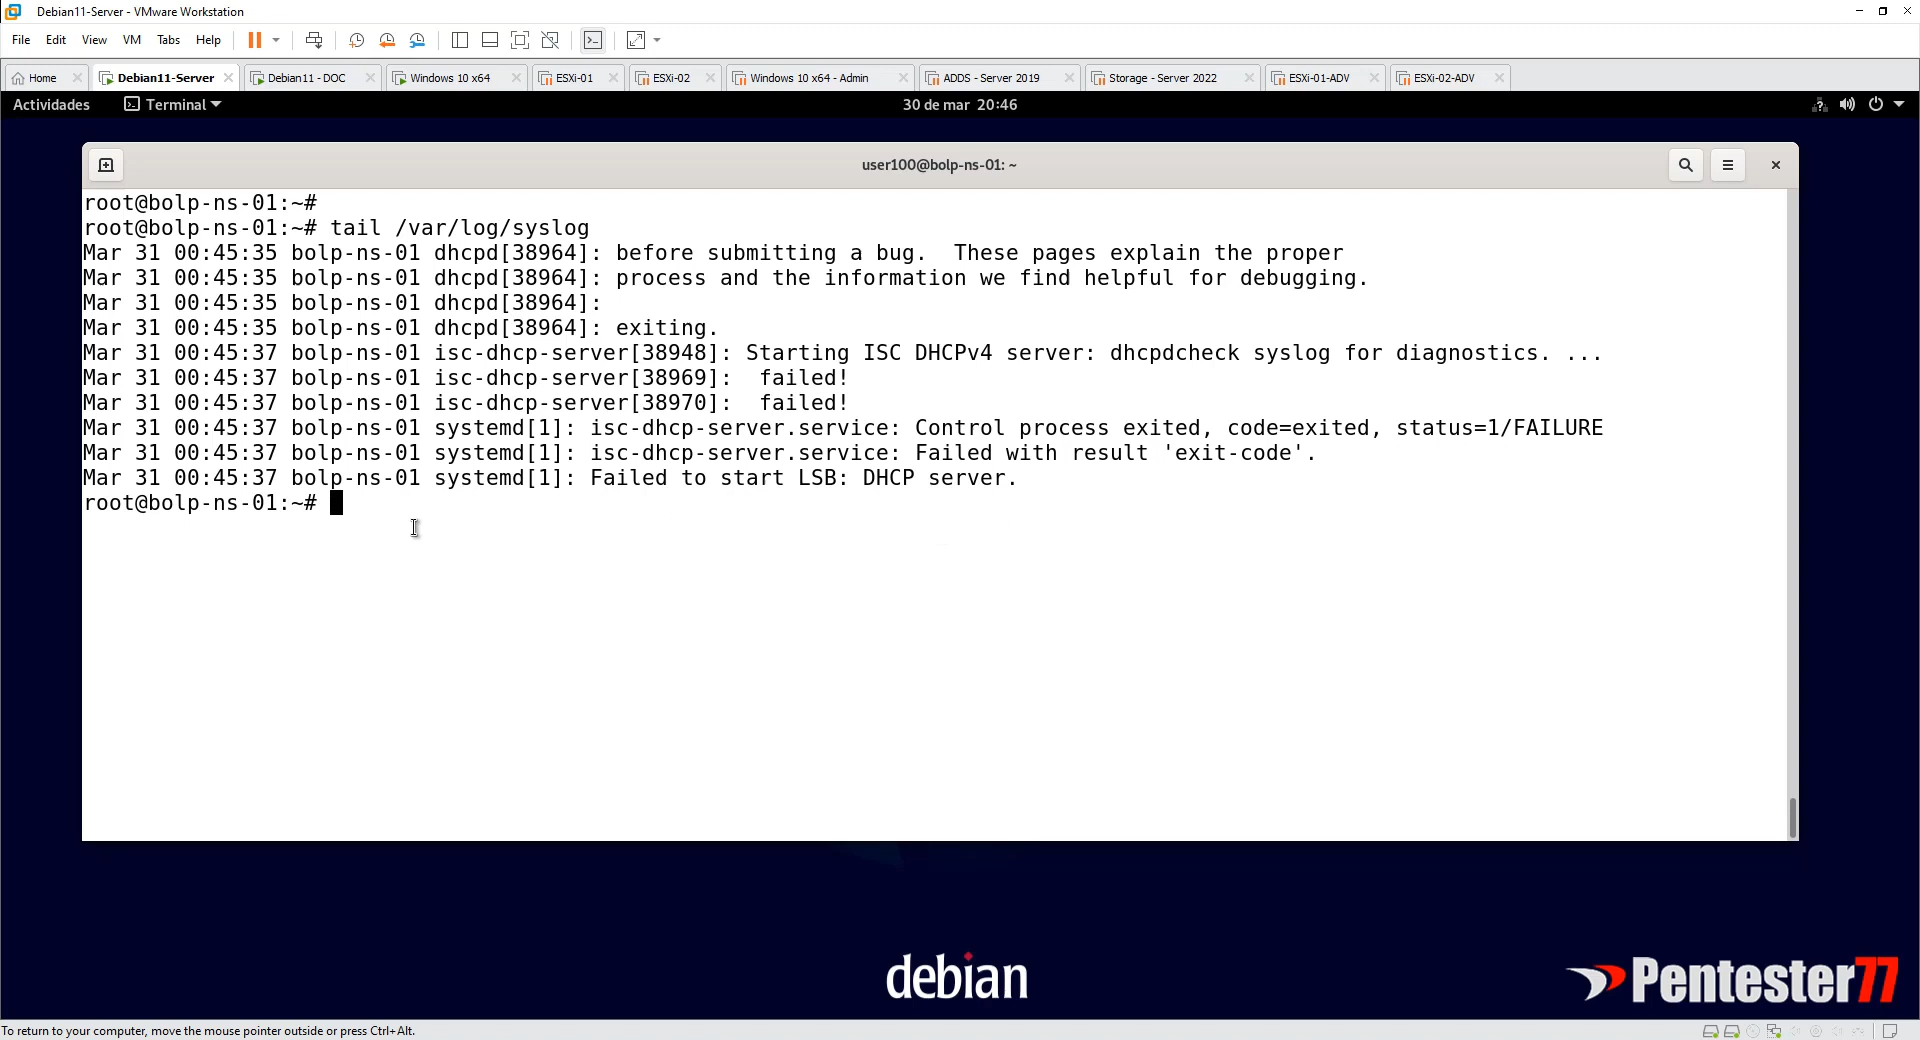 Debian11-Server - VMware Workstation
File Edit View VM Tabs Help
Home Debian11-Server Debian11 - DOC Windows 10 x64 ESXi-01 ESXi-02 Windows 10 x64 - Admin ADDS - Server 2019 Storage - Server 2022 ESXi-01-ADV ESXi-02-ADV
Actividades Terminal 30 de mar 20:46
user100@bolp-ns-01: ~
root@bolp-ns-01:~#
root@bolp-ns-01:~# tail /var/log/syslog
Mar 31 00:45:35 bolp-ns-01 dhcpd[38964]: before submitting a bug.  These pages explain the proper
Mar 31 00:45:35 bolp-ns-01 dhcpd[38964]: process and the information we find helpful for debugging.
Mar 31 00:45:35 bolp-ns-01 dhcpd[38964]:
Mar 31 00:45:35 bolp-ns-01 dhcpd[38964]: exiting.
Mar 31 00:45:37 bolp-ns-01 isc-dhcp-server[38948]: Starting ISC DHCPv4 server: dhcpdcheck syslog for diagnostics. ...
Mar 31 00:45:37 bolp-ns-01 isc-dhcp-server[38969]:  failed!
Mar 31 00:45:37 bolp-ns-01 isc-dhcp-server[38970]:  failed!
Mar 31 00:45:37 bolp-ns-01 systemd[1]: isc-dhcp-server.service: Control process exited, code=exited, status=1/FAILURE
Mar 31 00:45:37 bolp-ns-01 systemd[1]: isc-dhcp-server.service: Failed with result 'exit-code'.
Mar 31 00:45:37 bolp-ns-01 systemd[1]: Failed to start LSB: DHCP server.
root@bolp-ns-01:~#
debian
Pentester77
To return to your computer, move the mouse pointer outside or press Ctrl+Alt.